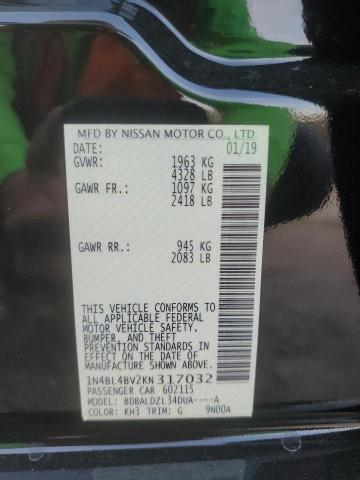 MFD BY NISSAN MOTOR CO., LTD.
DATE: 01/19
GVWR: 1963 KG
4328 LB
GAWR FR: 1097 KG
2418 LB
GAWR RR: 945 KG
2083 LB
THIS VEHICLE CONFORMS TO
ALL APPLICABLE FEDERAL
MOTOR VEHICLE SAFETY,
BUMPER, AND THEFT
PREVENTION STANDARDS IN
EFFECT ON THE DATE OF
MANUFACTURE SHOWN ABOVE.
1N4BL4BV2KN317032
PASSENGER CAR 602115
MODEL: BDBALDZL34DUA----A
COLOR: KH3 TRIM: G 9N00A